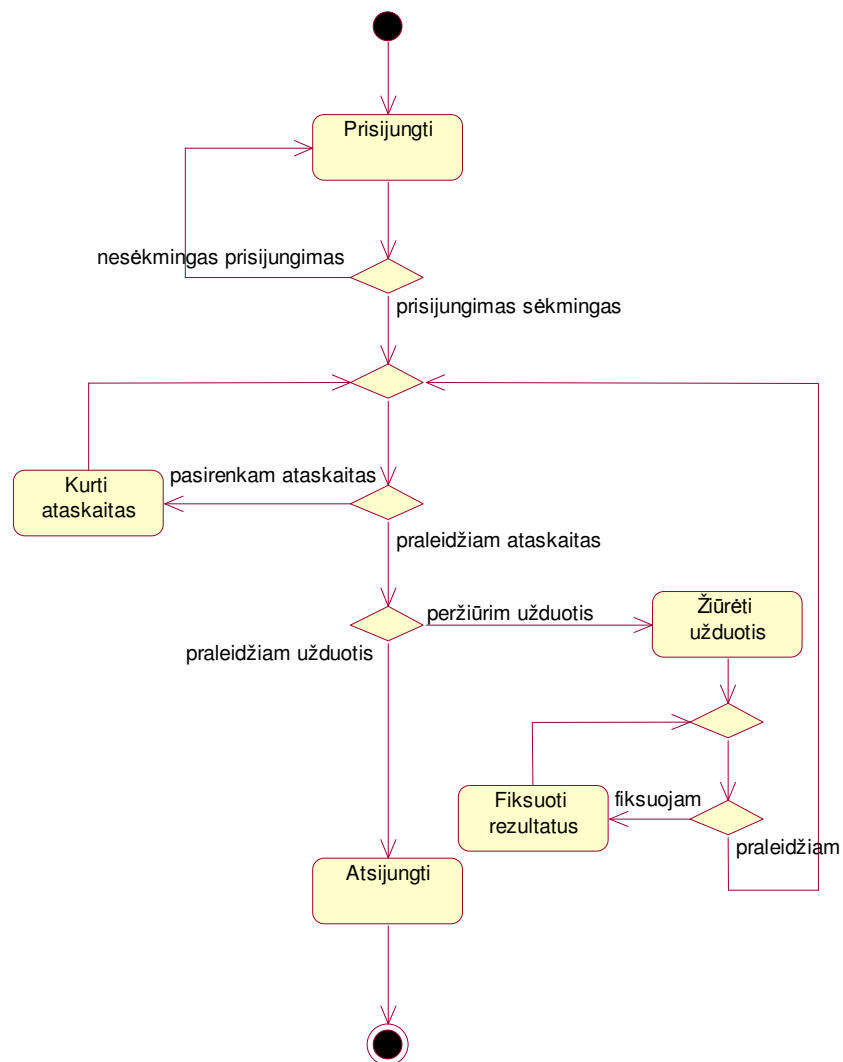 Prisijungti
nesėkmingas prisijungimas
prisijungimas sėkmingas
pasirenkam ataskaitas
Kurti
ataskaitas
praleidžiam ataskaitas
peržiūrim užduotis
Žiūrėti
užduotis
praleidžiam užduotis
fiksuojam
Fiksuoti
rezultatus
praleidžiam
Atsijungti